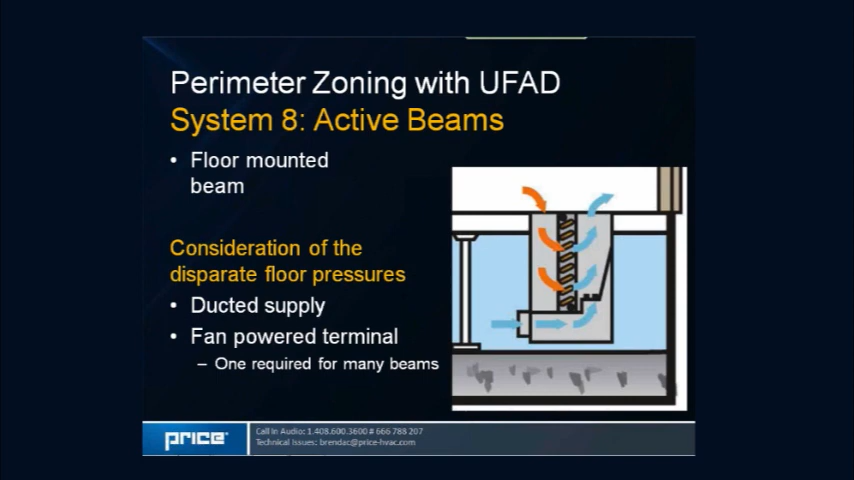 Perimeter Zoning with UFAD
System 8: Active Beams
• Floor mounted
beam
Consideration of the
disparate floor pressures
• Ducted supply
• Fan powered terminal
– One required for many beams
PRICE
Call In Audio: 1.408.600.3600 # 666 788 207
Technical Issues: brendac@price-hvac.com